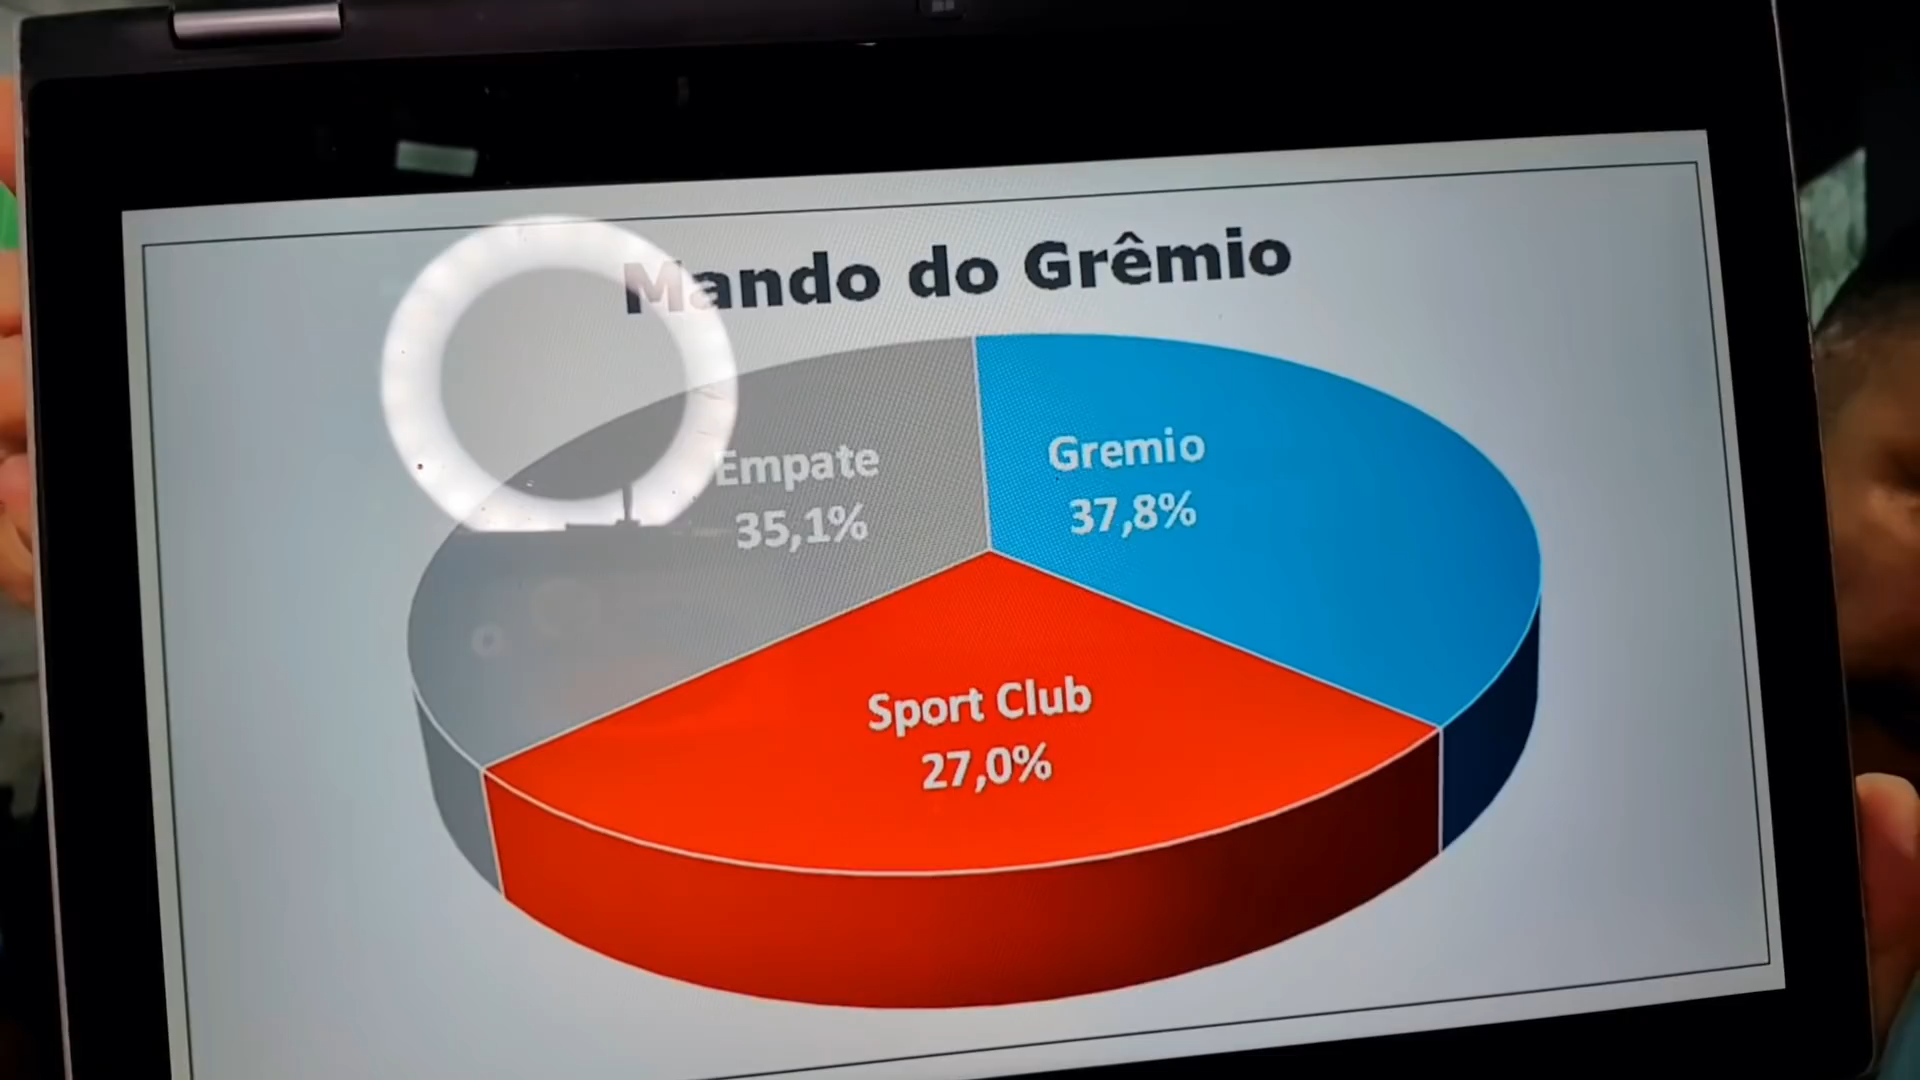 Mando do Grêmio
Empate
35,1%
Gremio
37,8%
Sport Club
27,0%